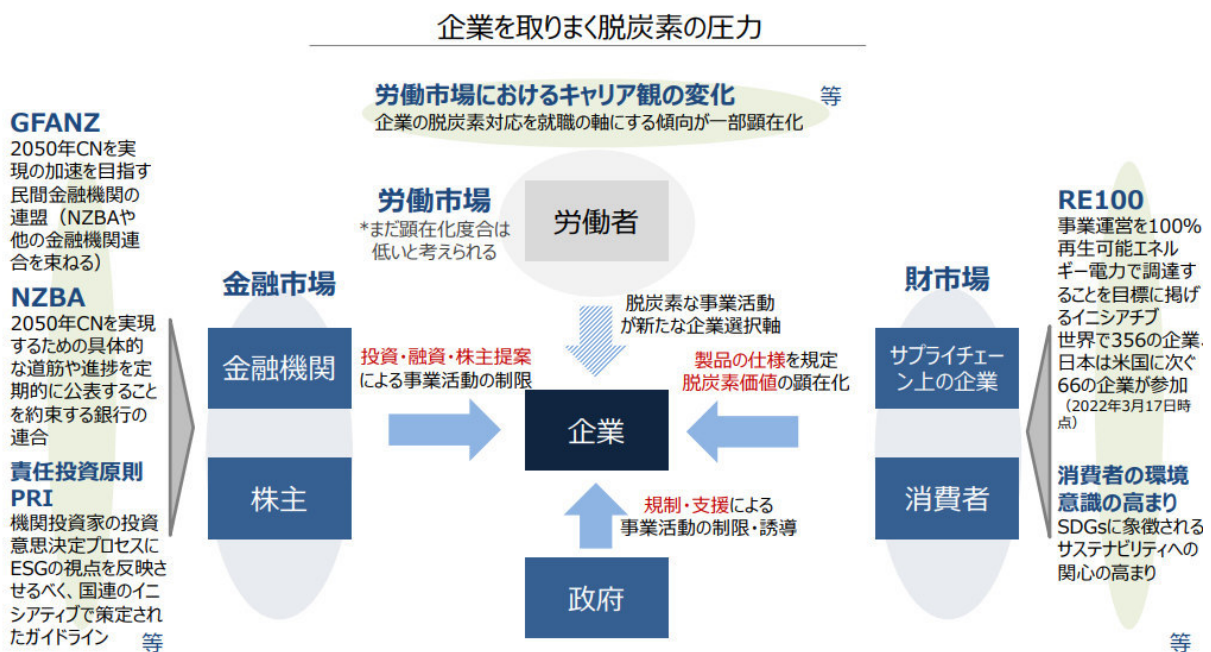 企業を取りまく脱炭素の圧力
労働市場におけるキャリア観の変化
等
企業の脱炭素対応を就職の軸にする傾向が一部顕在化
GFANZ
2050年CNを実
現の加速を目指す
民間金融機関の
連盟（NZBAや
他の金融機関連
合を束ねる）
NZBA
2050年CNを実現
するための具体的
な道筋や進捗を定
期的に公表すること
を約束する銀行の
連合
責任投資原則
PRI
機関投資家の投資
意思決定プロセスに
ESGの視点を反映さ
せるべく、国連のイニ
シアティブで策定され
たガイドライン
等
金融市場
金融機関
株主
投資・融資・株主提案
による事業活動の制限
労働市場
*まだ顕在化度合は
低いと考えられる
労働者
脱炭素な事業活動
が新たな企業選択軸
企業
規制・支援による
事業活動の制限・誘導
政府
製品の仕様を規定
脱炭素価値の顕在化
財市場
サプライチェー
ン上の企業
消費者
RE100
事業運営を100%
再生可能エネル
ギー電力で調達す
ることを目標に掲げ
るイニシアチブ
世界で356の企業、
日本は米国に次ぐ
66の企業が参加
（2022年3月17日時
点）
消費者の環境
意識の高まり
SDGsに象徴される
サステナビリティへの
関心の高まり
等